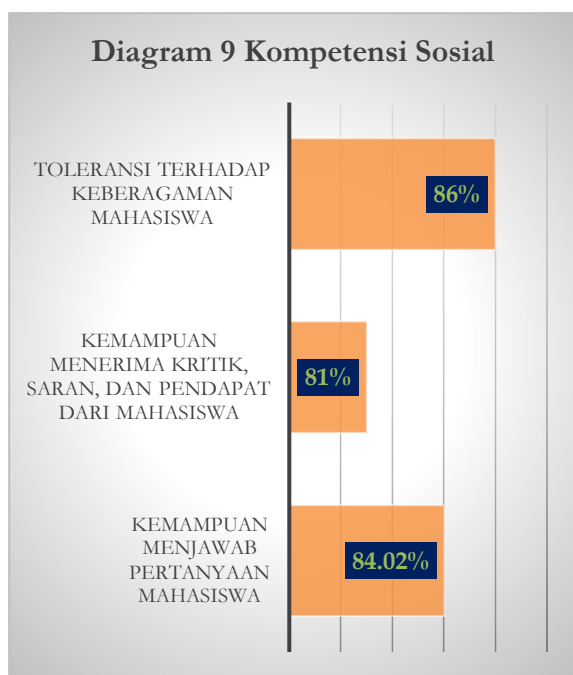 Diagram 9 Kompetensi Sosial
TOLERANSI TERHADAP
KEBERAGAMAN
MAHASISWA
86%
KEMAMPUAN
MENERIMA KRITIK,
SARAN, DAN PENDAPAT
DARI MAHASISWA
81%
KEMAMPUAN
MENJAWAB
PERTANYAAN
MAHASISWA
84.02%